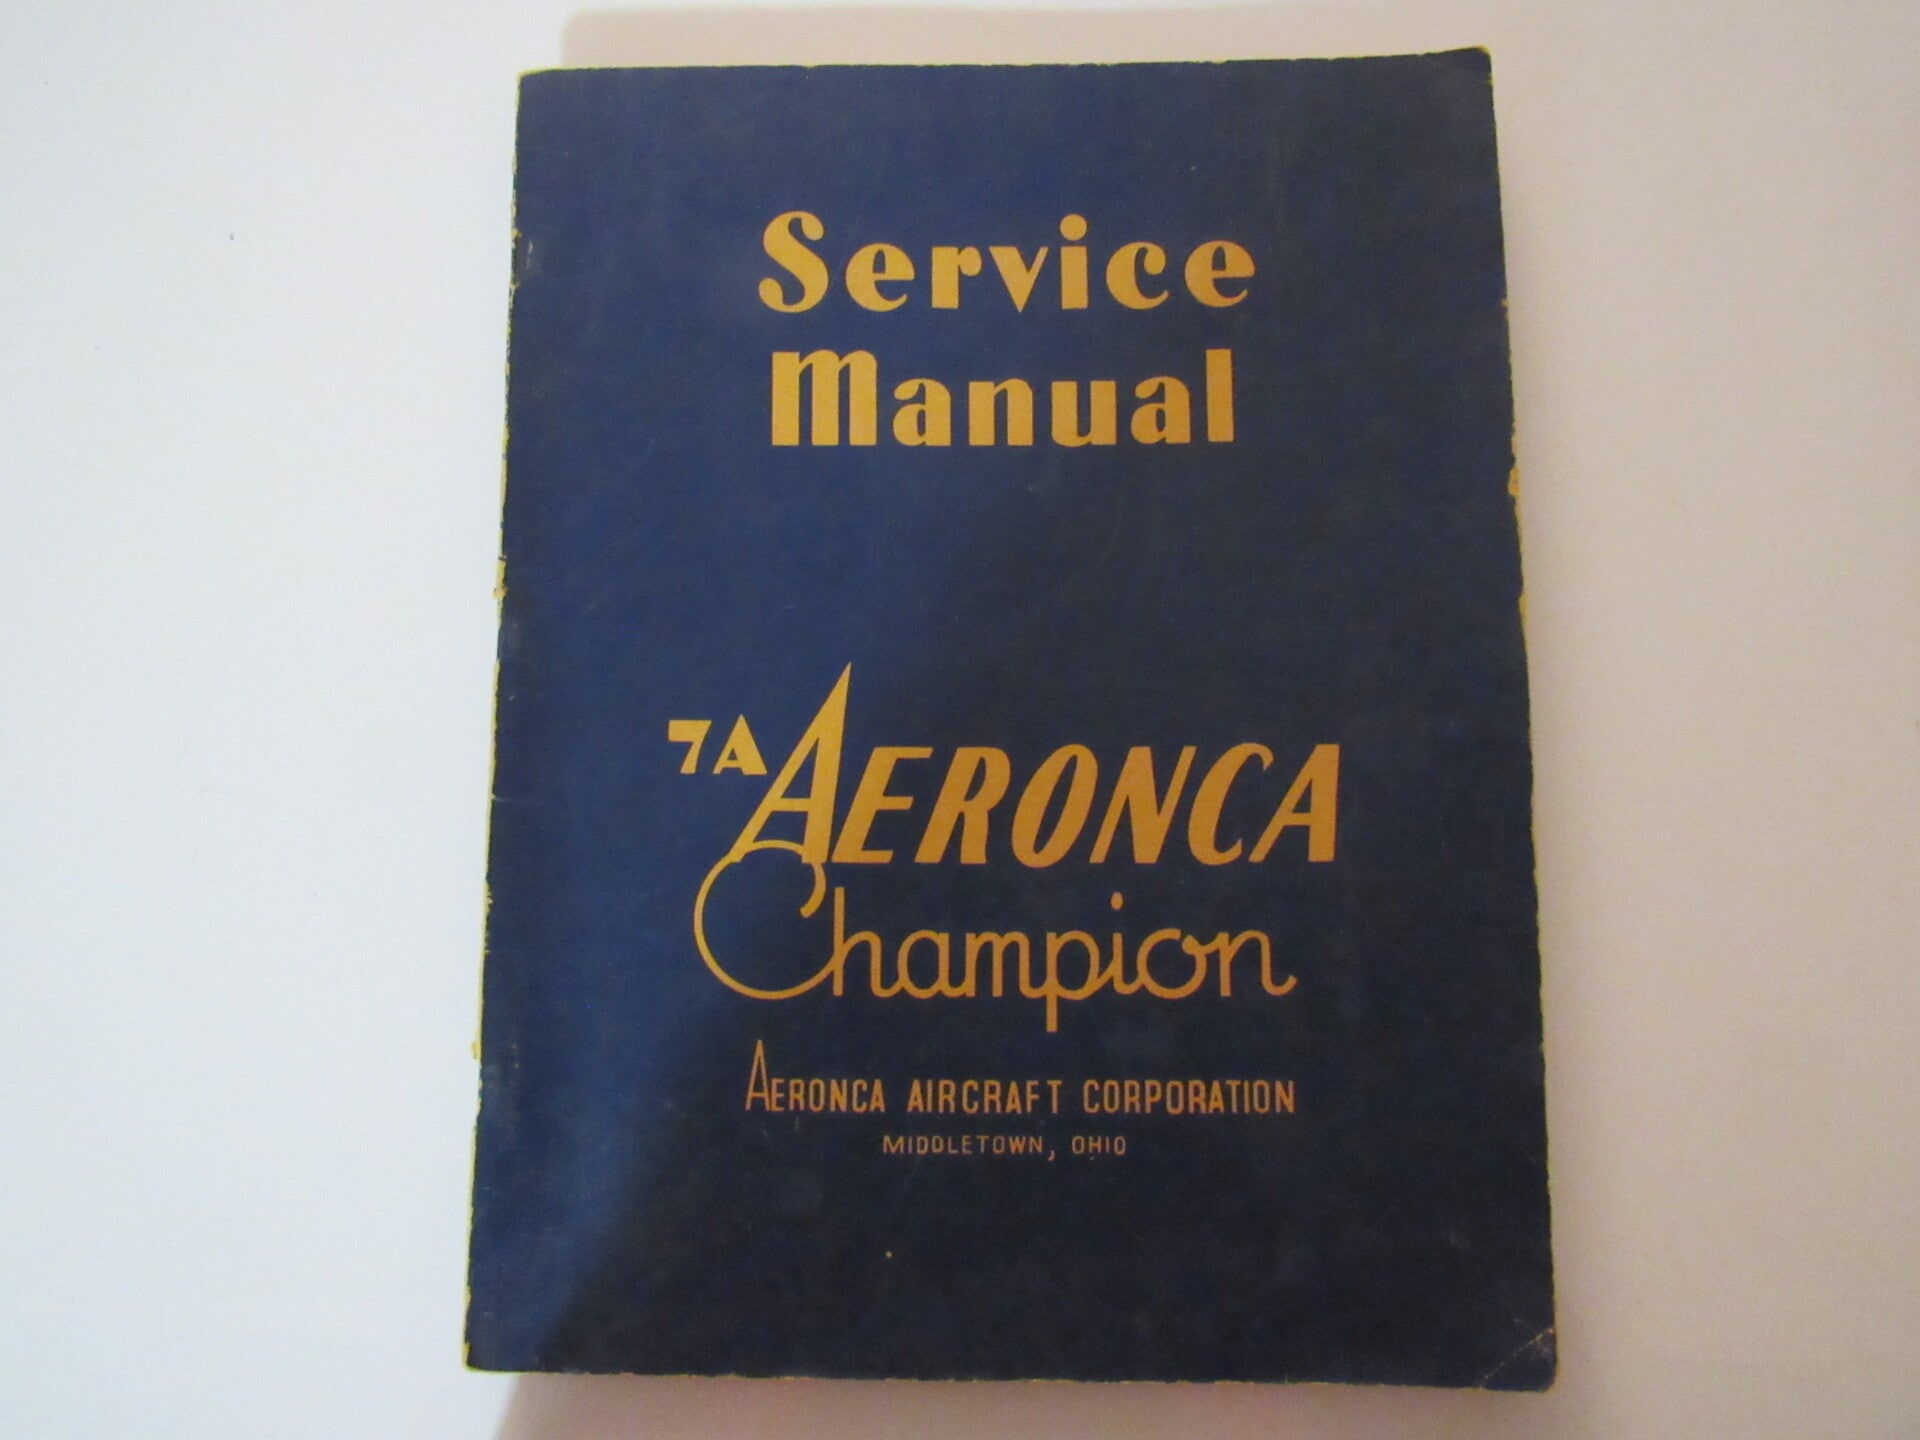 Service
Manual
7A AERONCA
Champion
AERONCA AIRCRAFT CORPORATION
MIDDLETOWN, OHIO